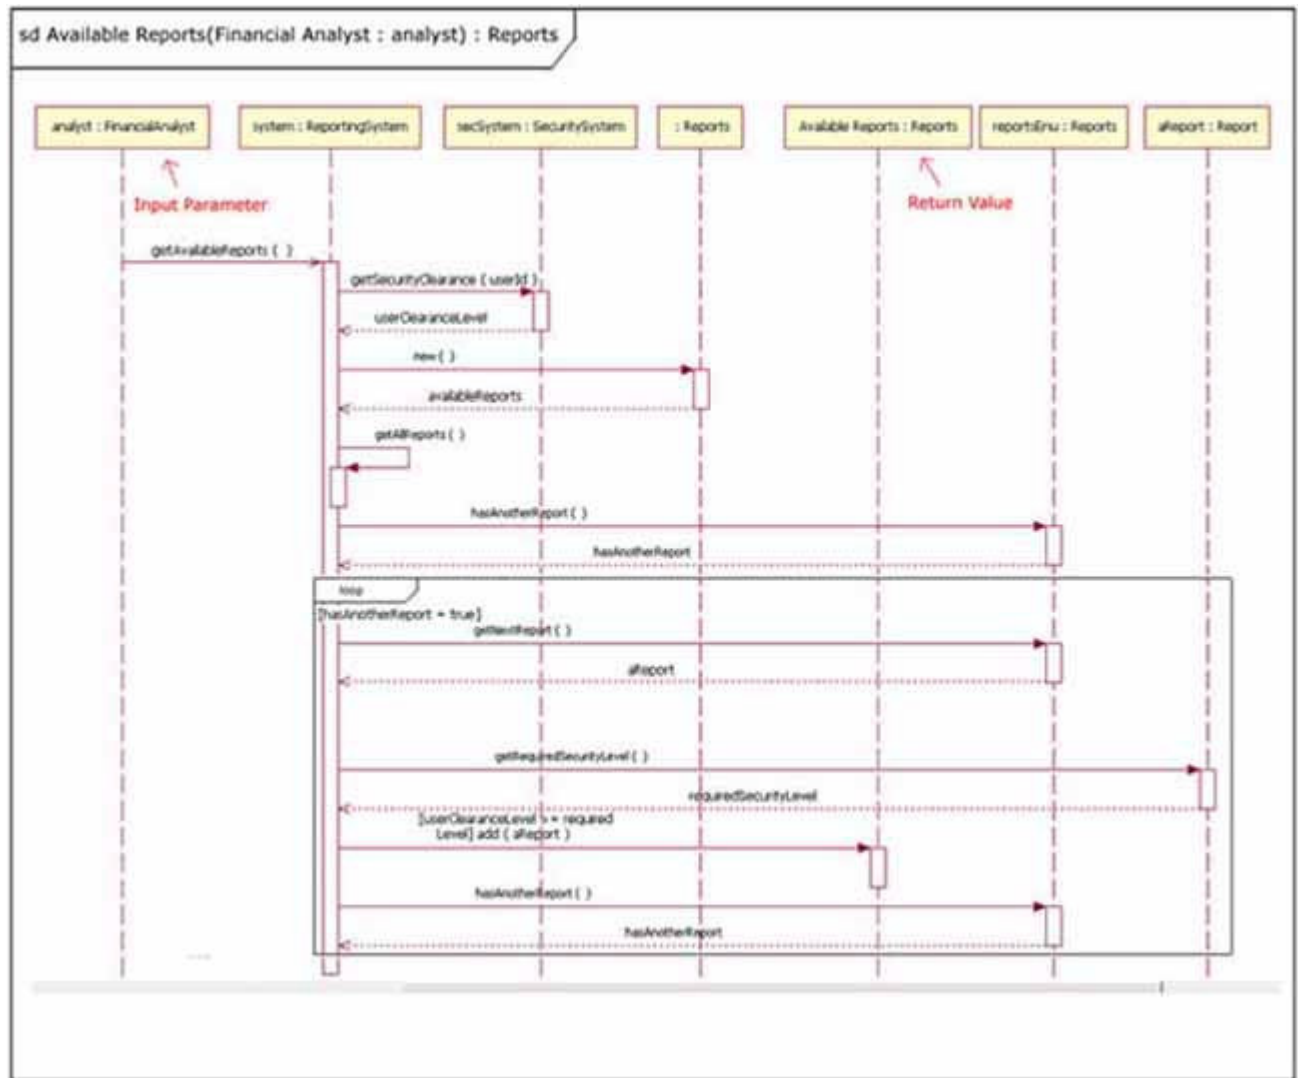 sd Available Reports(Financial Analyst : analyst) : Reports
analyst : FinancialAnalyst
system : ReportingSystem
secSystem : SecuritySystem
: Reports
Available Reports : Reports
reportsEnu : Reports
aReport : Report
Input Parameter
Return Value
getAvailableReports ( )
getSecurityClearance ( userId )
userClearanceLevel
new ( )
availableReports
getAllReports ( )
hasAnotherReport ( )
hasAnotherReport
loop
[hasAnotherReport = true]
getNextReport ( )
aReport
getRequiredSecurityLevel ( )
requiredSecurityLevel
[userClearanceLevel >= required
Level] add ( aReport )
hasAnotherReport ( )
hasAnotherReport